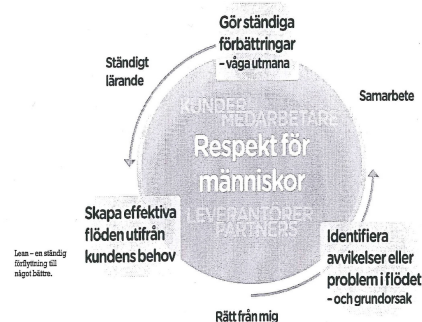 Gör ständiga
förbättringar
– våga utmana
Ständigt
lärande
Samarbete
KUNDER
MEDARBETARE
Respekt för
människor
LEVERANTÖRER
PARTNERS
Skapa effektiva
flöden utifrån
kundens behov
Identifiera
avvikelser eller
problem i flödet
– och grundorsak
Lean – en ständig
förflyttning till
något bättre.
Rätt från mig